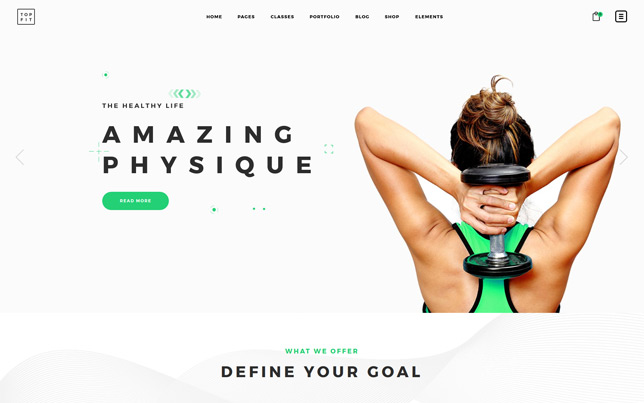 TOP
FIT
HOME PAGES CLASSES PORTFOLIO BLOG SHOP ELEMENTS
THE HEALTHY LIFE
AMAZING
PHYSIQUE
READ MORE
WHAT WE OFFER
DEFINE YOUR GOAL